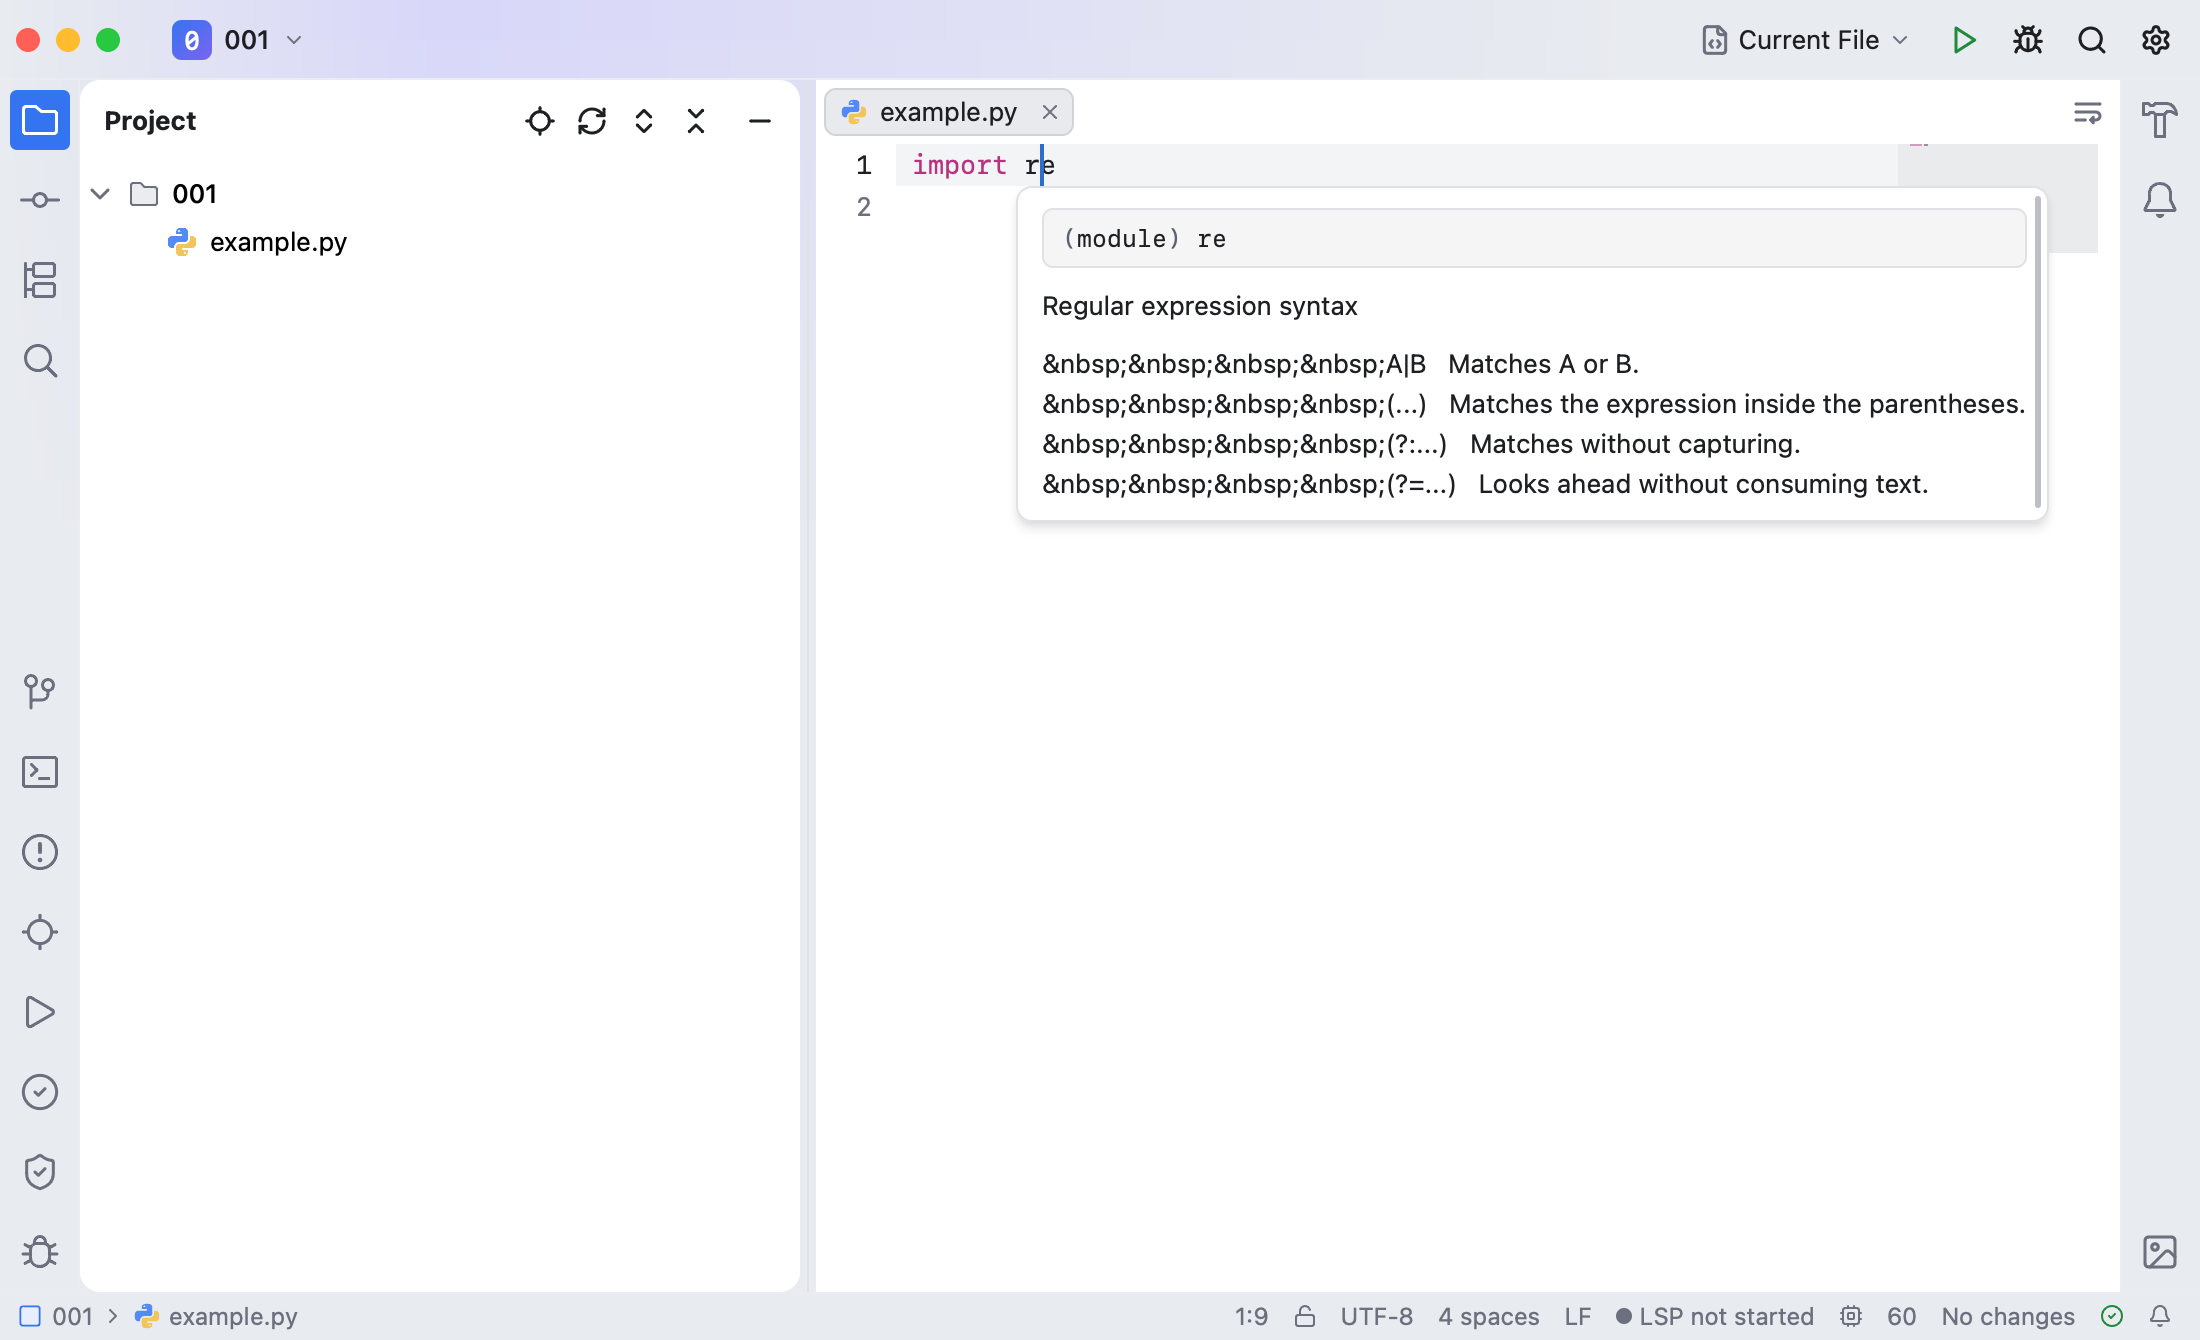 0 001 Current File
Project
001
example.py
example.py
1 import re
2
(module) re
Regular expression syntax
&nbsp;&nbsp;&nbsp;&nbsp;A|B Matches A or B.
&nbsp;&nbsp;&nbsp;&nbsp;(...) Matches the expression inside the parentheses.
&nbsp;&nbsp;&nbsp;&nbsp;(?:...) Matches without capturing.
&nbsp;&nbsp;&nbsp;&nbsp;(?=...) Looks ahead without consuming text.
001 example.py 1:9 UTF-8 4 spaces LF LSP not started 60 No changes